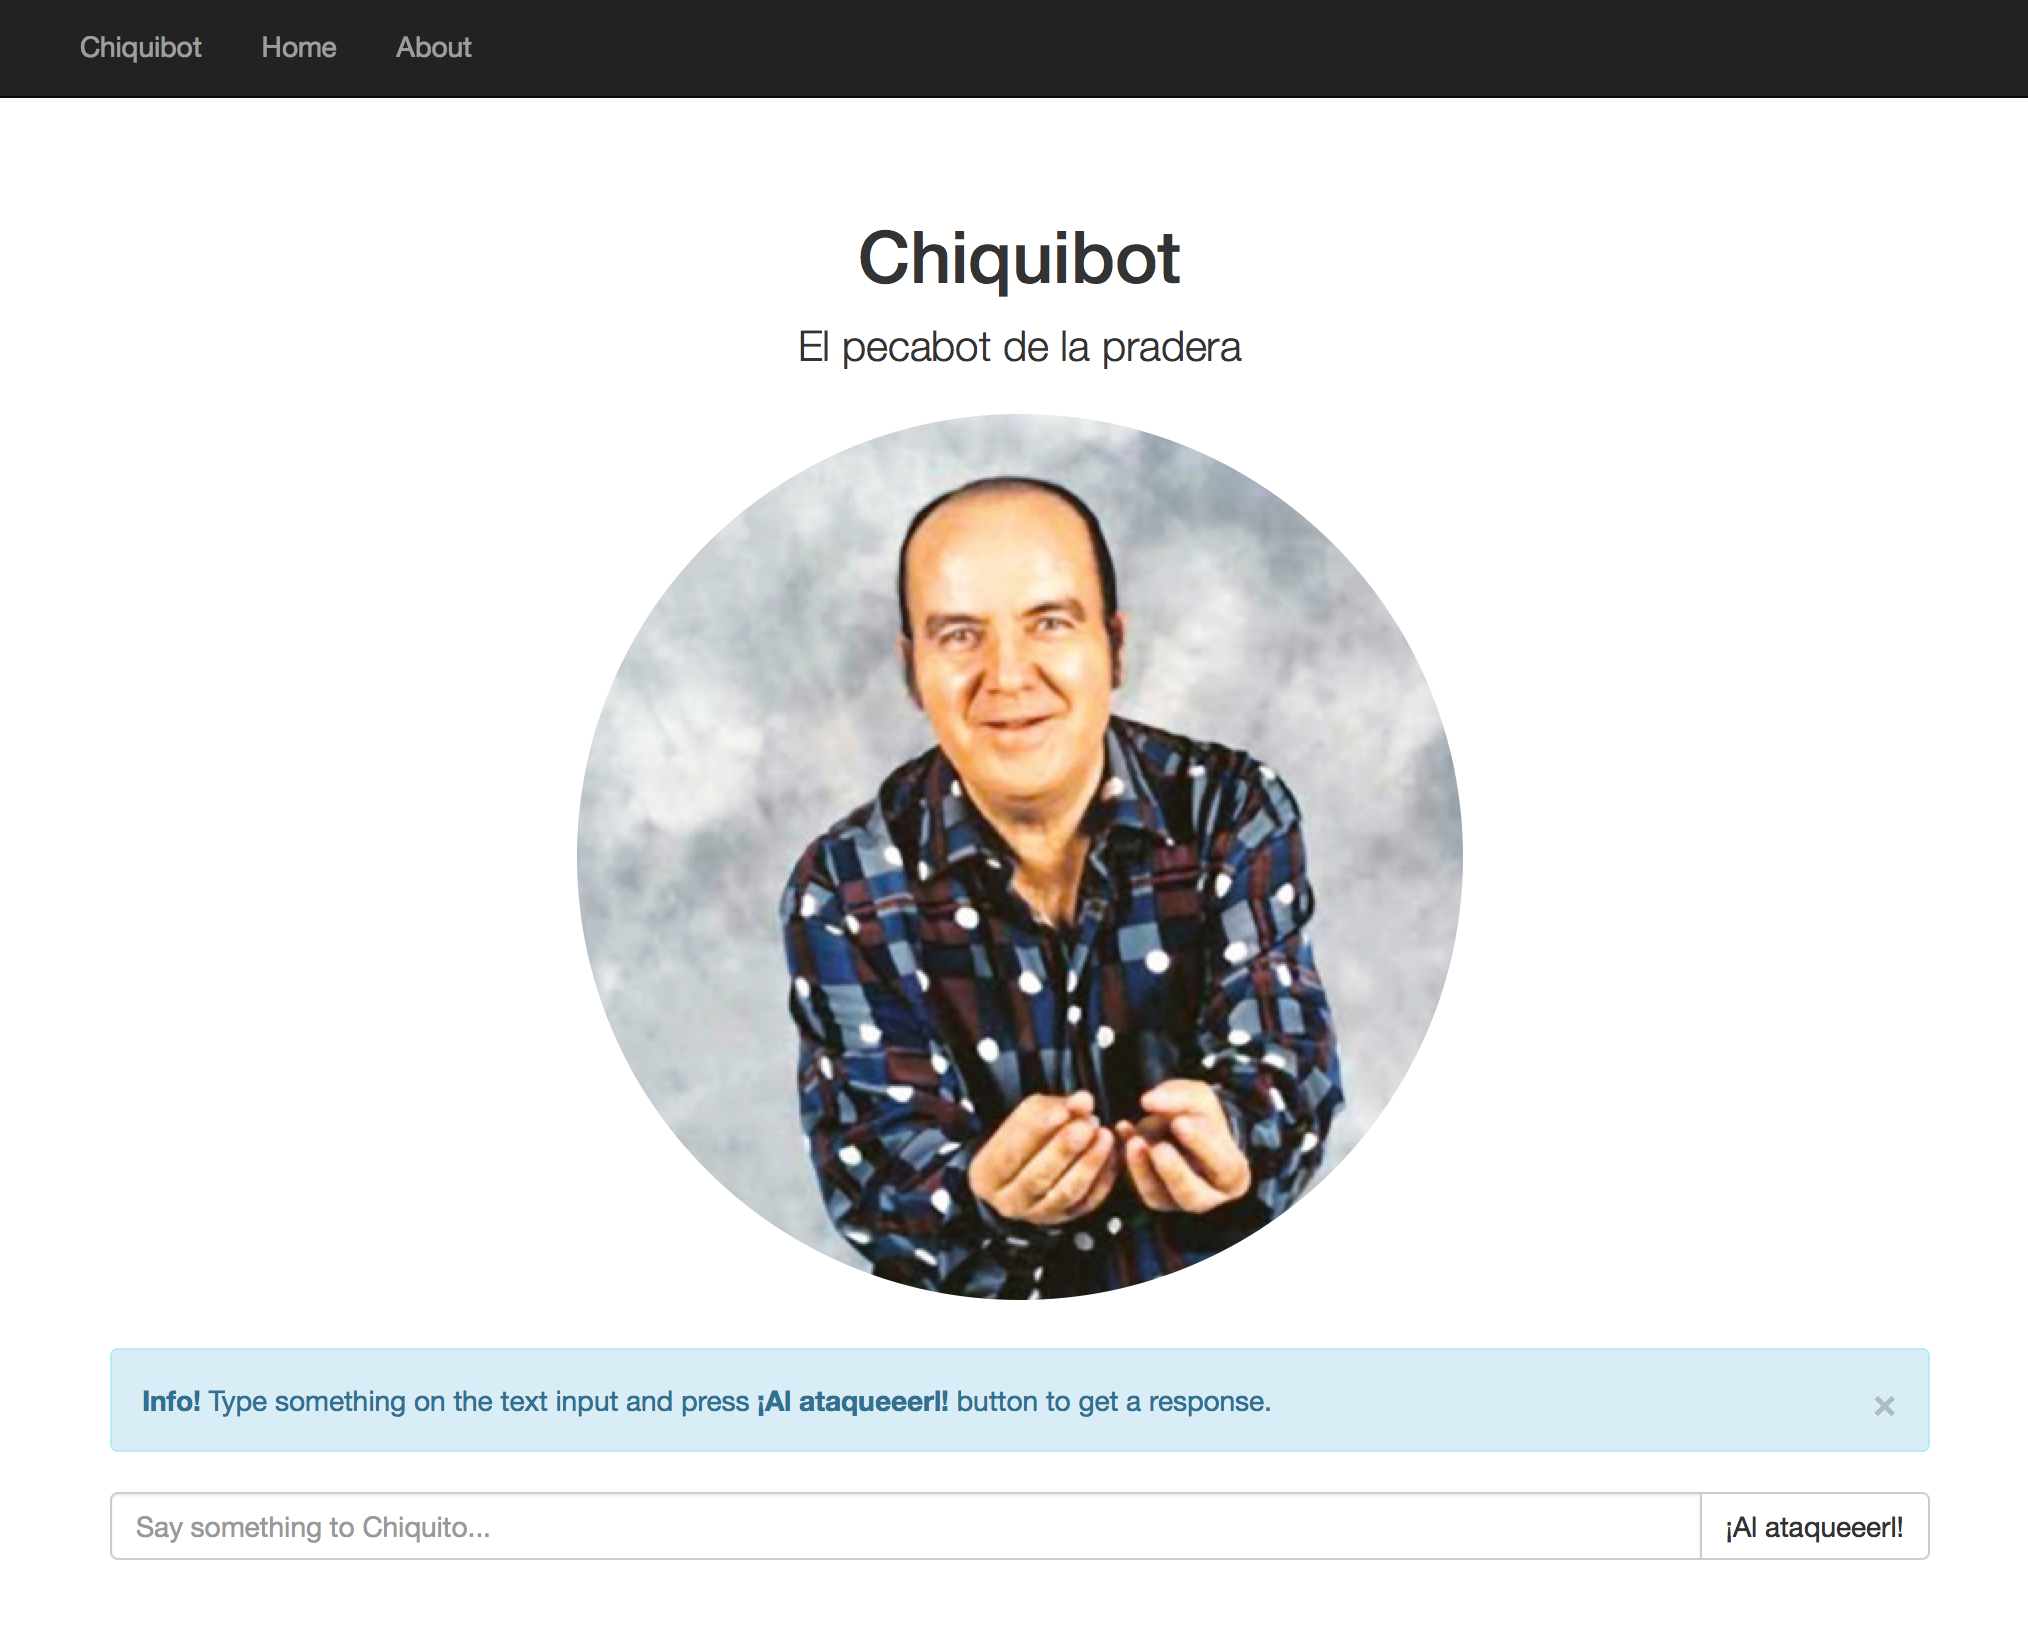 Chiquibot Home About
Chiquibot
El pecabot de la pradera
Info! Type something on the text input and press ¡Al ataqueeerl! button to get a response. ×
Say something to Chiquito... ¡Al ataqueeerl!